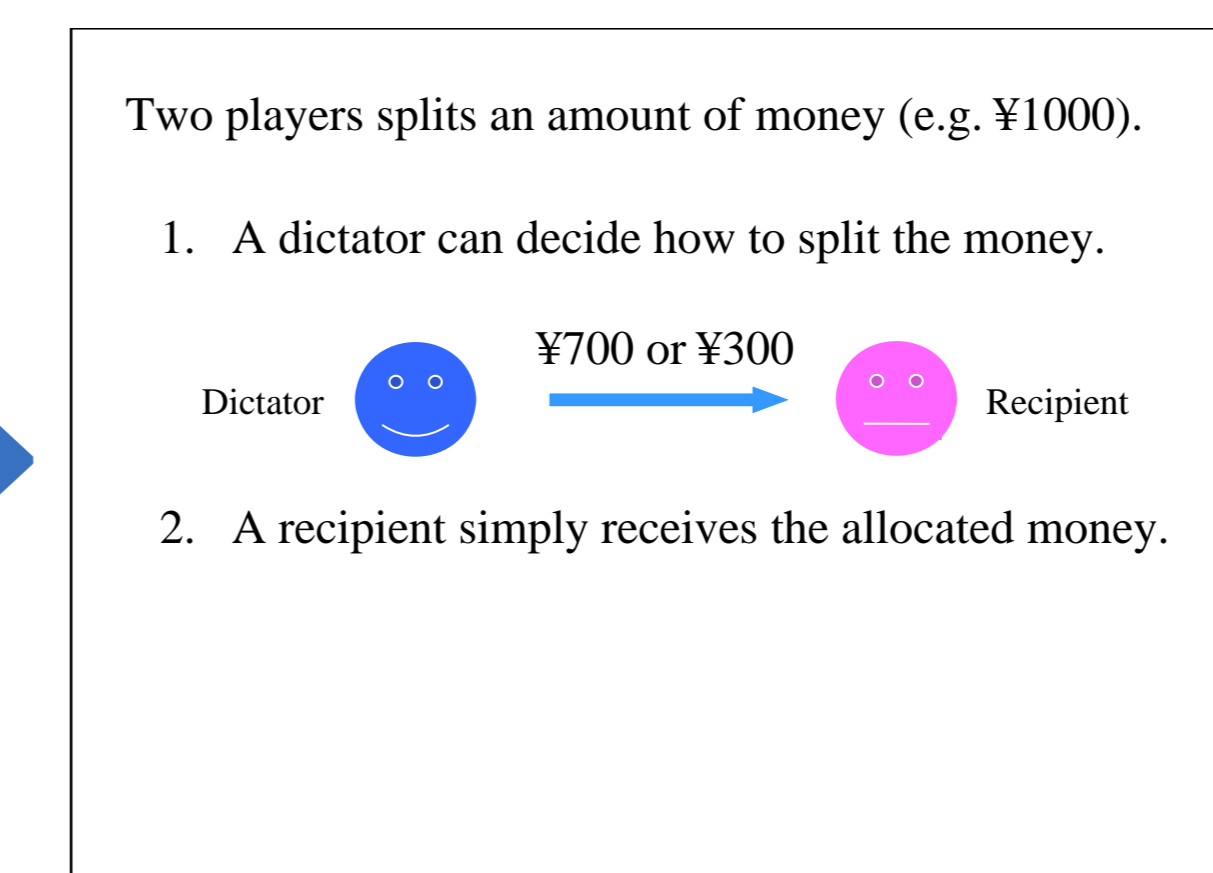 Two players splits an amount of money (e.g. ¥1000).
1. A dictator can decide how to split the money.
¥700 or ¥300
Dictator
Recipient
2. A recipient simply receives the allocated money.